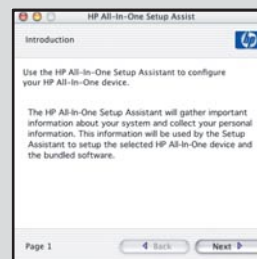 HP All-In-One Setup Assist
Introduction
hp
Use the HP All-In-One Setup Assistant to configure
your HP All-In-One device.
The HP All-In-One Setup Assistant will gather important
information about your system and collect your personal
information. This information will be used by the Setup
Assistant to setup the selected HP All-In-One device and
the bundled software.
Page 1
Back
Next